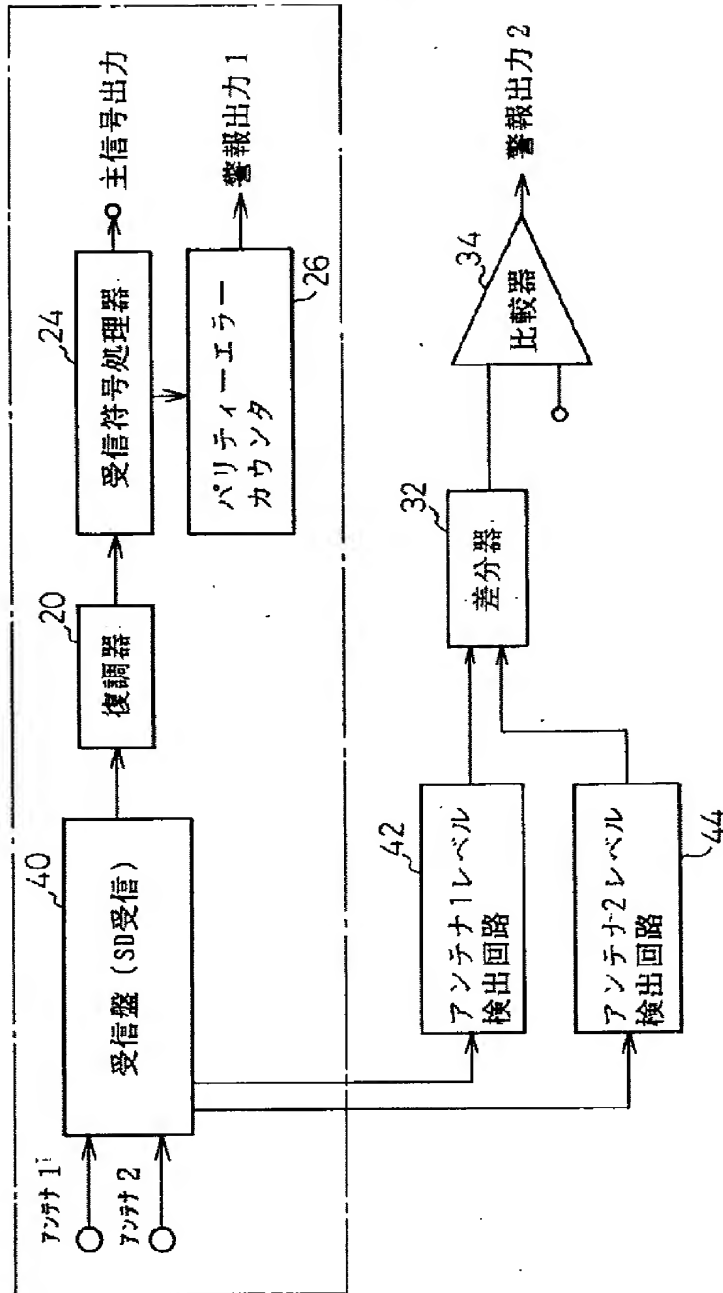 アンテナ1
アンテナ2
40
受信盤(SD受信)
20
復調器
24
受信符号処理器
主信号出力
パリティーエラー
カウンタ
26
警報出力1
42
アンテナ1レベル
検出回路
アンテナ2レベル
検出回路
44
32
差分器
34
比較器
警報出力2